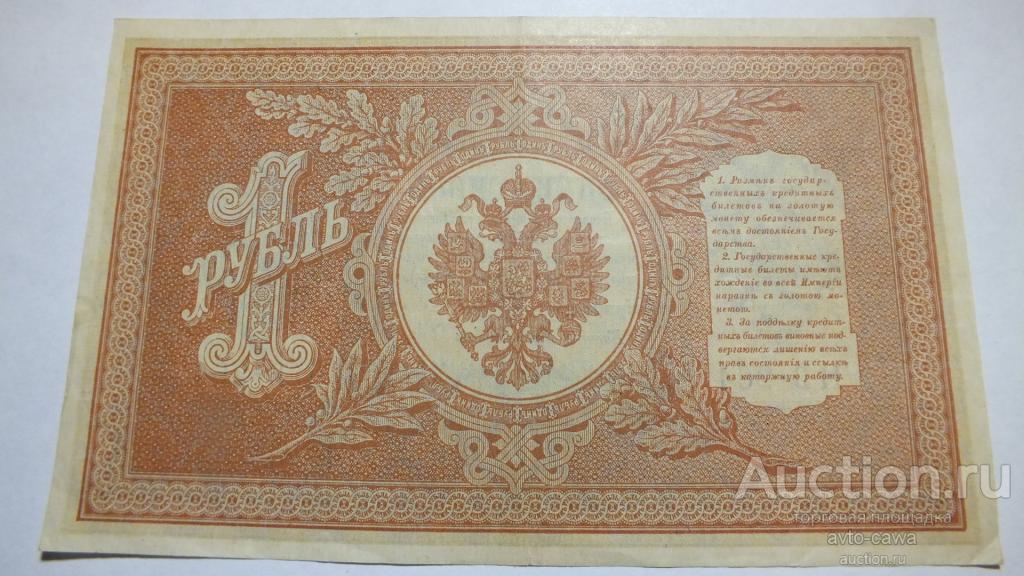 1
РУБЛЬ
1. Размѣнъ государ-
ственныхъ кредитныхъ
билетовъ на золотую
монету обезпечивается
всѣмъ достояніемъ Госу-
дарства.
2. Государственные кре-
дитные билеты имѣютъ
хожденіе во всей Имперіи
наравнѣ съ золотою мо-
нетою.
3. За поддѣлку кредит-
ныхъ билетовъ виновные под-
вергаются лишенію всѣхъ
правъ состоянія и ссылкѣ
въ каторжную работу.
Auction.ru
торговая площадка
avto-cawa
auction.ru